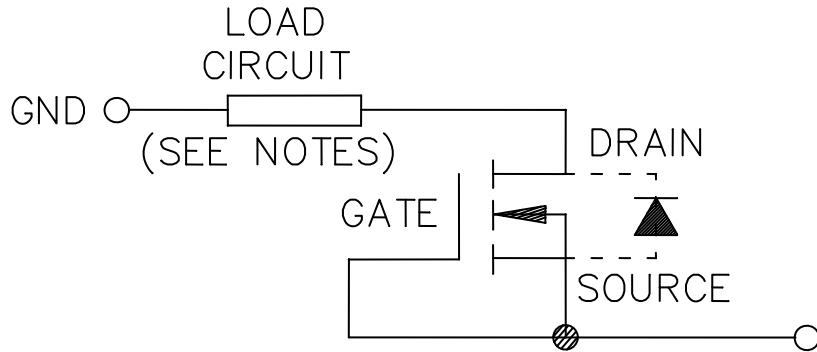 LOAD
CIRCUIT
GND
(SEE NOTES)
DRAIN
GATE
SOURCE